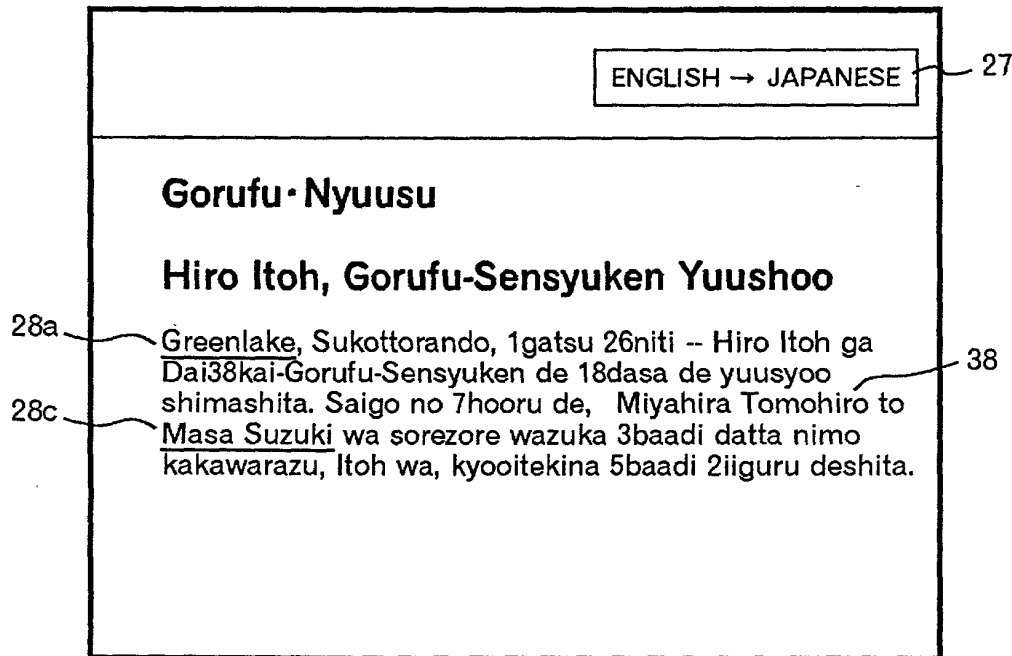 ENGLISH → JAPANESE
27
Gorufu・Nyuusu
Hiro Itoh, Gorufu-Sensyuken Yuushoo
28a
Greenlake, Sukottorando, 1gatsu 26niti -- Hiro Itoh ga
Dai38kai-Gorufu-Sensyuken de 18dasa de yuusyoo
38
shimashita. Saigo no 7hooru de, Miyahira Tomohiro to
28c
Masa Suzuki wa sorezore wazuka 3baadi datta nimo
kakawarazu, Itoh wa, kyooitekina 5baadi 2iiguru deshita.